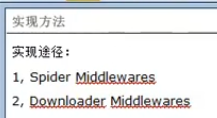 实现方法
实现途径：
1, Spider Middlewares
2, Downloader Middlewares